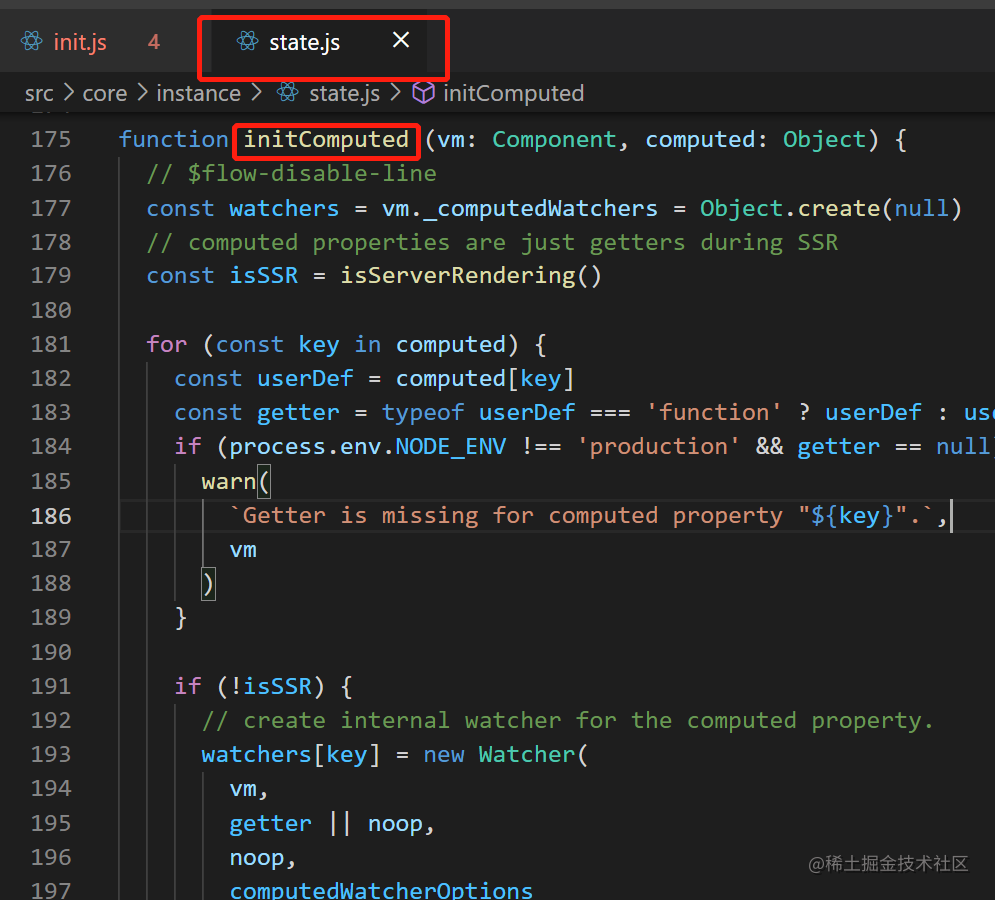 init.js 4 state.js ×
src > core > instance > state.js > initComputed
175 function initComputed (vm: Component, computed: Object) {
176 // $flow-disable-line
177 const watchers = vm._computedWatchers = Object.create(null)
178 // computed properties are just getters during SSR
179 const isSSR = isServerRendering()
180
181 for (const key in computed) {
182 const userDef = computed[key]
183 const getter = typeof userDef === 'function' ? userDef : use
184 if (process.env.NODE_ENV !== 'production' && getter == null)
185 warn(
186 `Getter is missing for computed property "${key}".`,
187 vm
188 )
189 }
190
191 if (!isSSR) {
192 // create internal watcher for the computed property.
193 watchers[key] = new Watcher(
194 vm,
195 getter || noop,
196 noop,
197 computedWatcherOptions
@稀土掘金技术社区